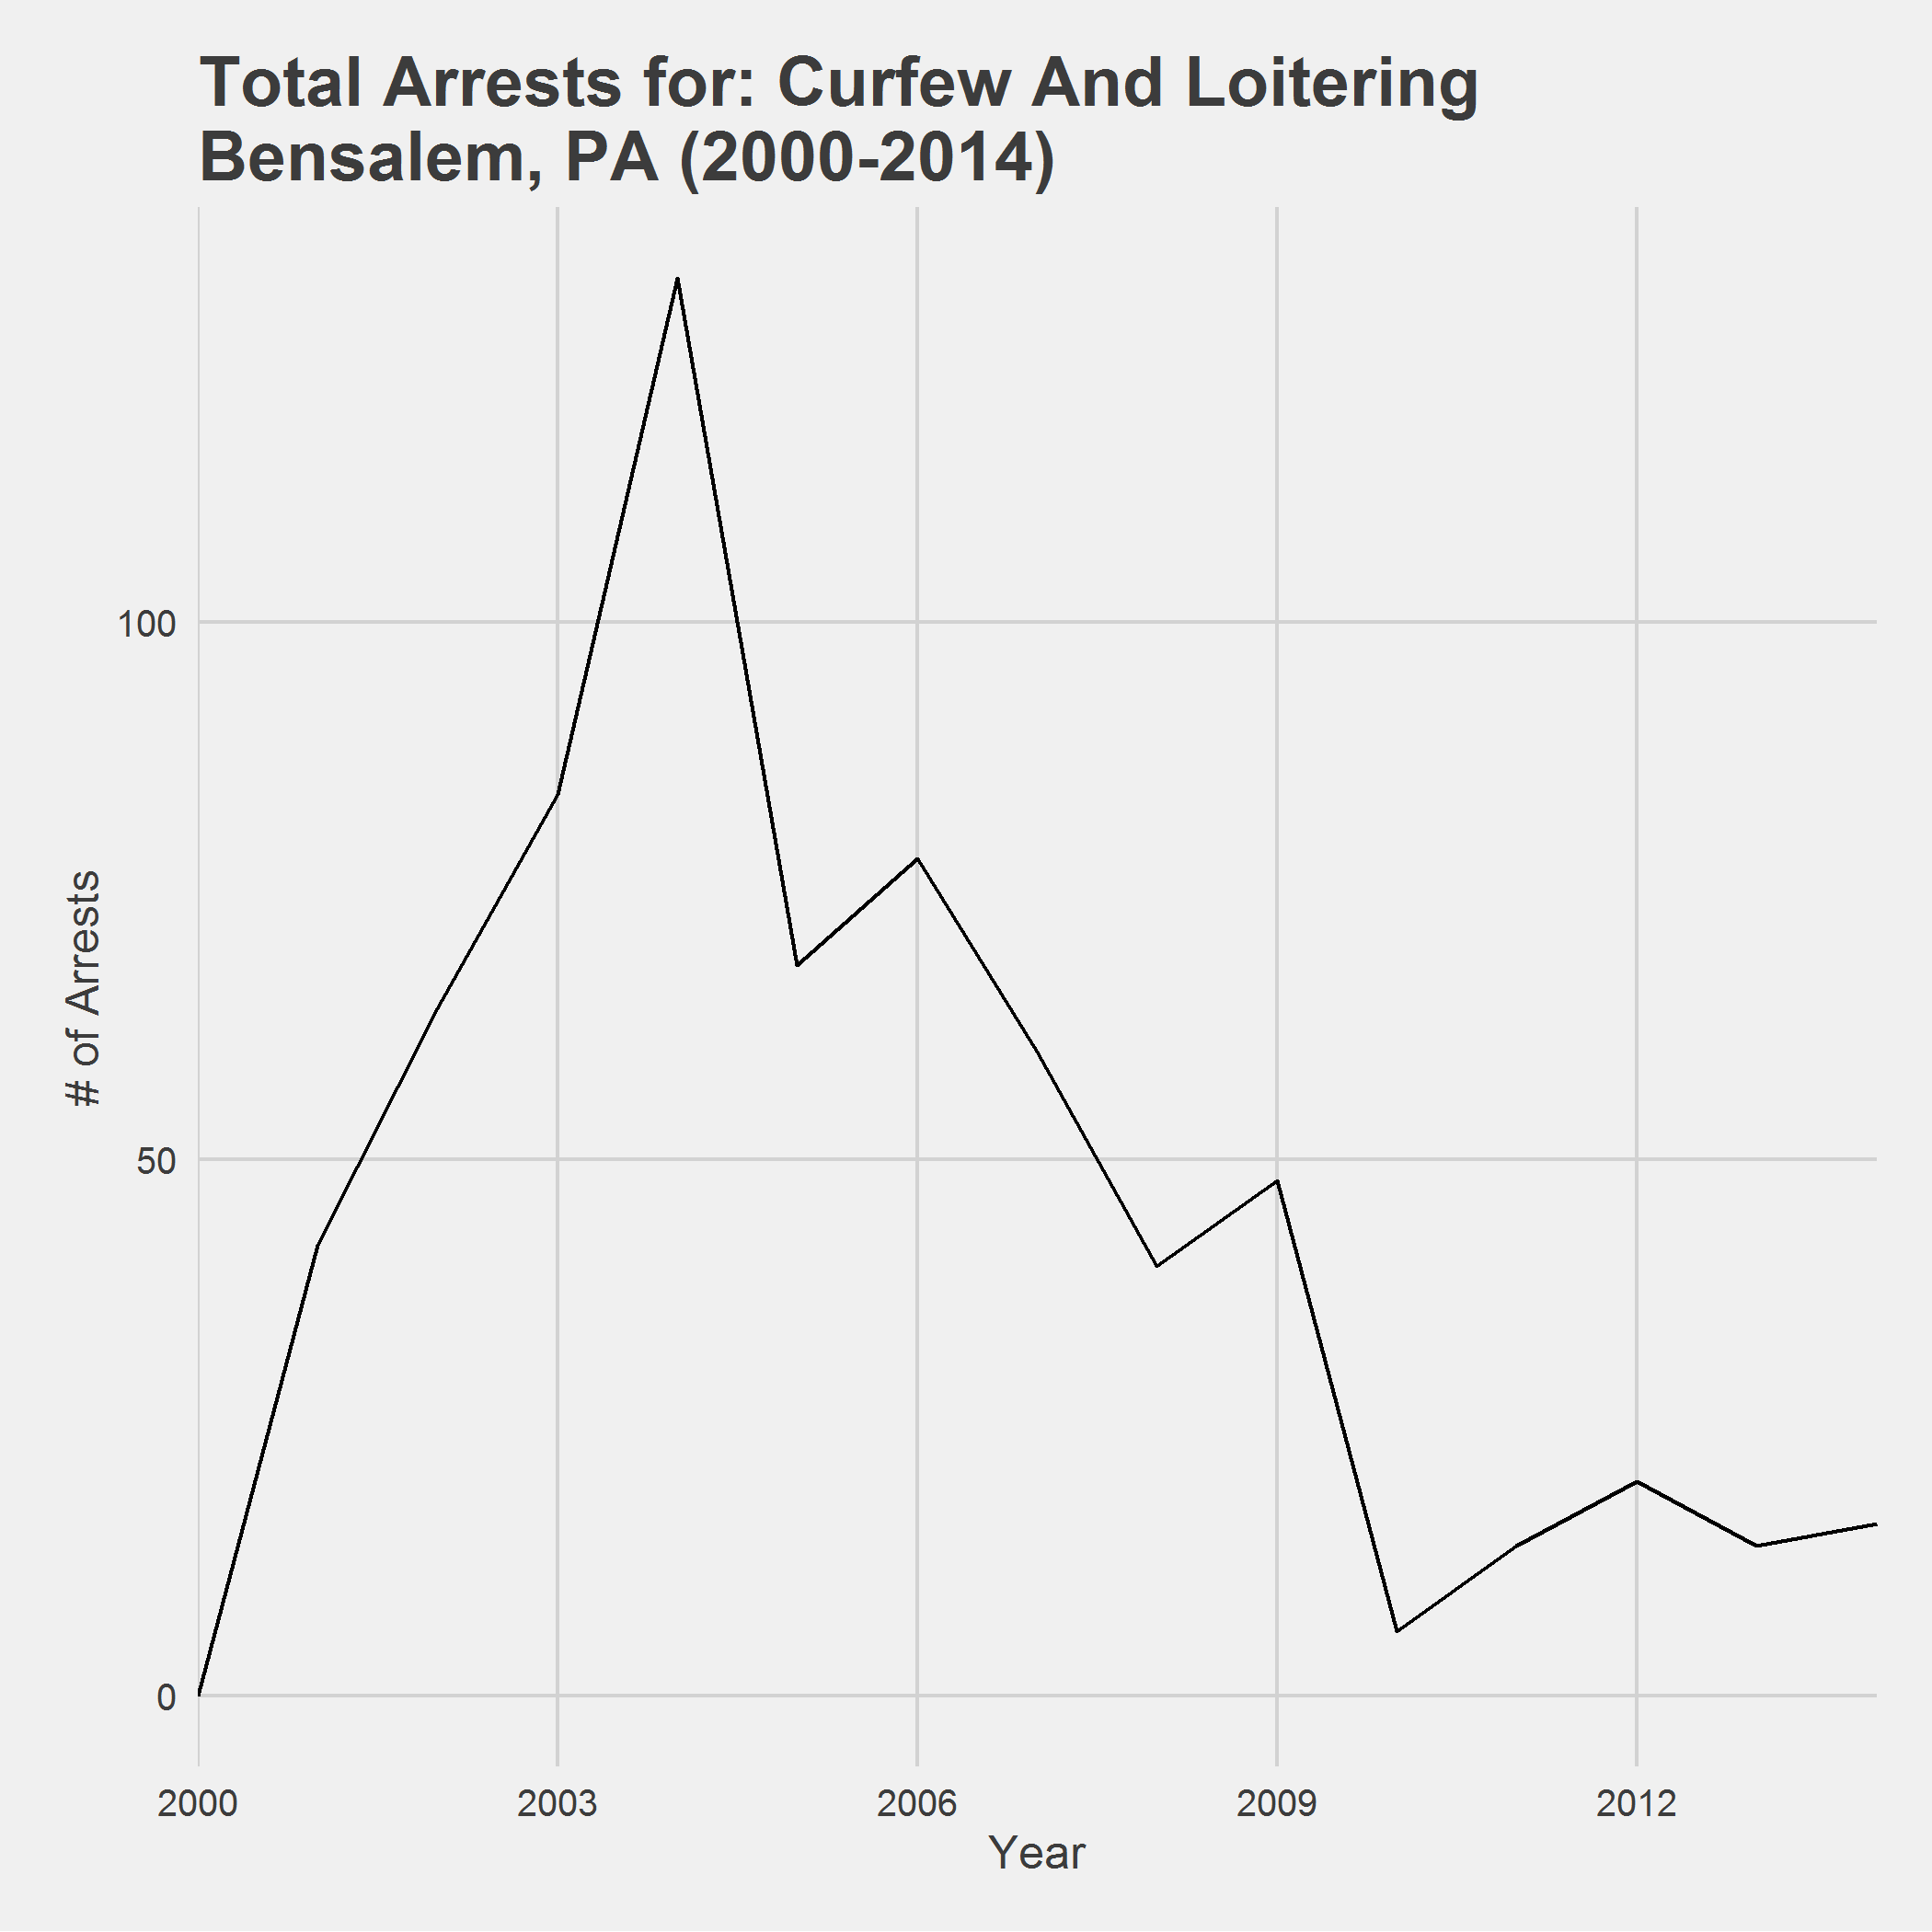 Total Arrests for: Curfew And Loitering
Bensalem, PA (2000-2014)
# of Arrests
100
50
0
2000 2003 2006 2009 2012
Year